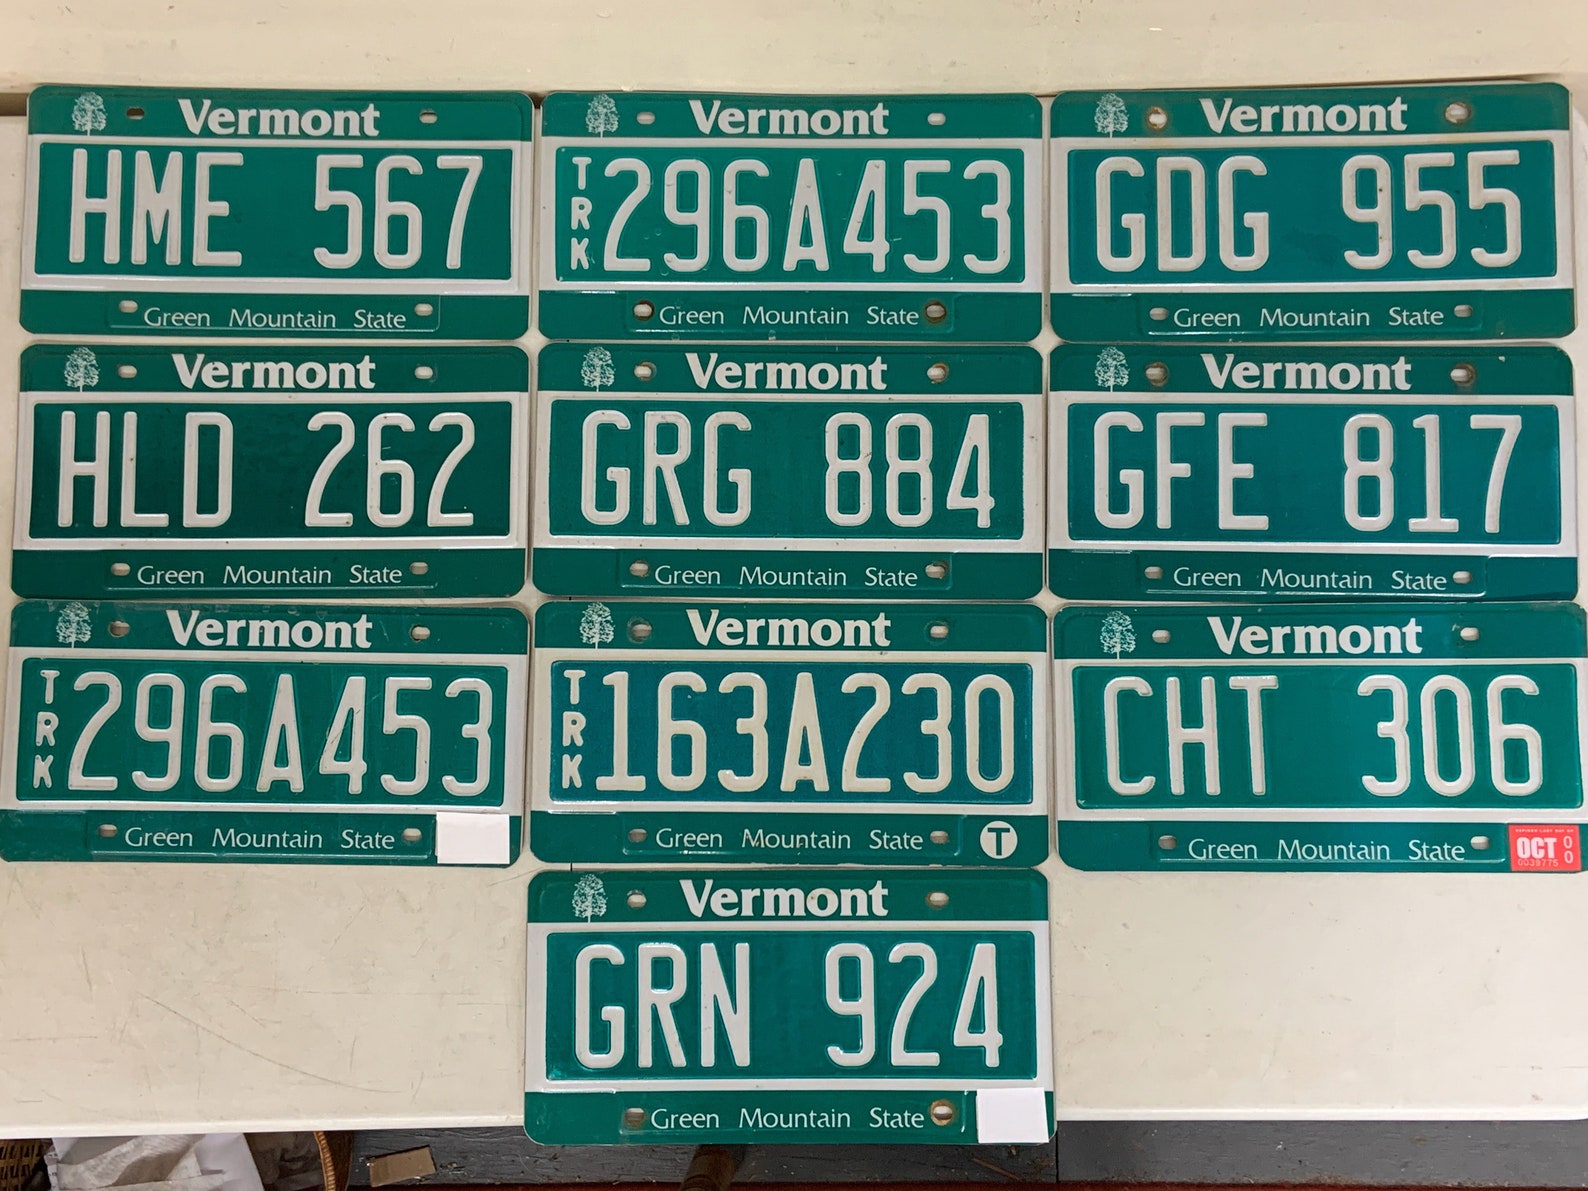 Vermont
HME 567
Green Mountain State
Vermont
TRK 296A453
Green Mountain State
Vermont
GDG 955
Green Mountain State
Vermont
HLD 262
Green Mountain State
Vermont
GRG 884
Green Mountain State
Vermont
GFE 817
Green Mountain State
Vermont
TRK 296A453
Green Mountain State
Vermont
TRK 163A230
Green Mountain State T
Vermont
CHT 306
Green Mountain State
OCT 00
0039775
Vermont
GRN 924
Green Mountain State